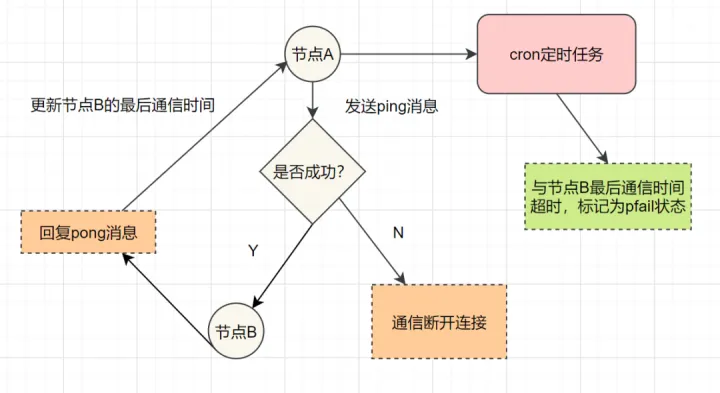 节点A
cron定时任务
更新节点B的最后通信时间
发送ping消息
是否成功?
与节点B最后通信时间
超时，标记为pfail状态
回复pong消息
Y
N
节点B
通信断开连接